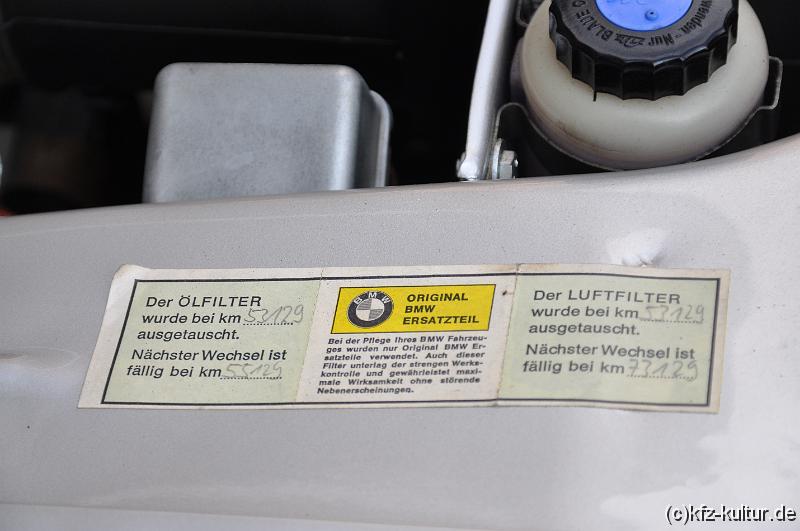 wenden "Nur
BLADE
Der ÖLFILTER
wurde bei km 53129
ausgetauscht.
Nächster Wechsel ist
fällig bei km 55129
BMW
ORIGINAL
BMW
ERSATZTEIL
Bei der Pflege Ihres BMW Fahrzeu-
ges wurden nur Original BMW Er-
satzteile verwendet. Auch dieser
Filter unterlag der strengen Werks-
kontrolle und gewährleistet maxi-
male Wirksamkeit ohne störende
Nebenerscheinungen.
Der LUFTFILTER
wurde bei km 53129
ausgetauscht.
Nächster Wechsel ist
fällig bei km 73129
(c)kfz-kultur.de